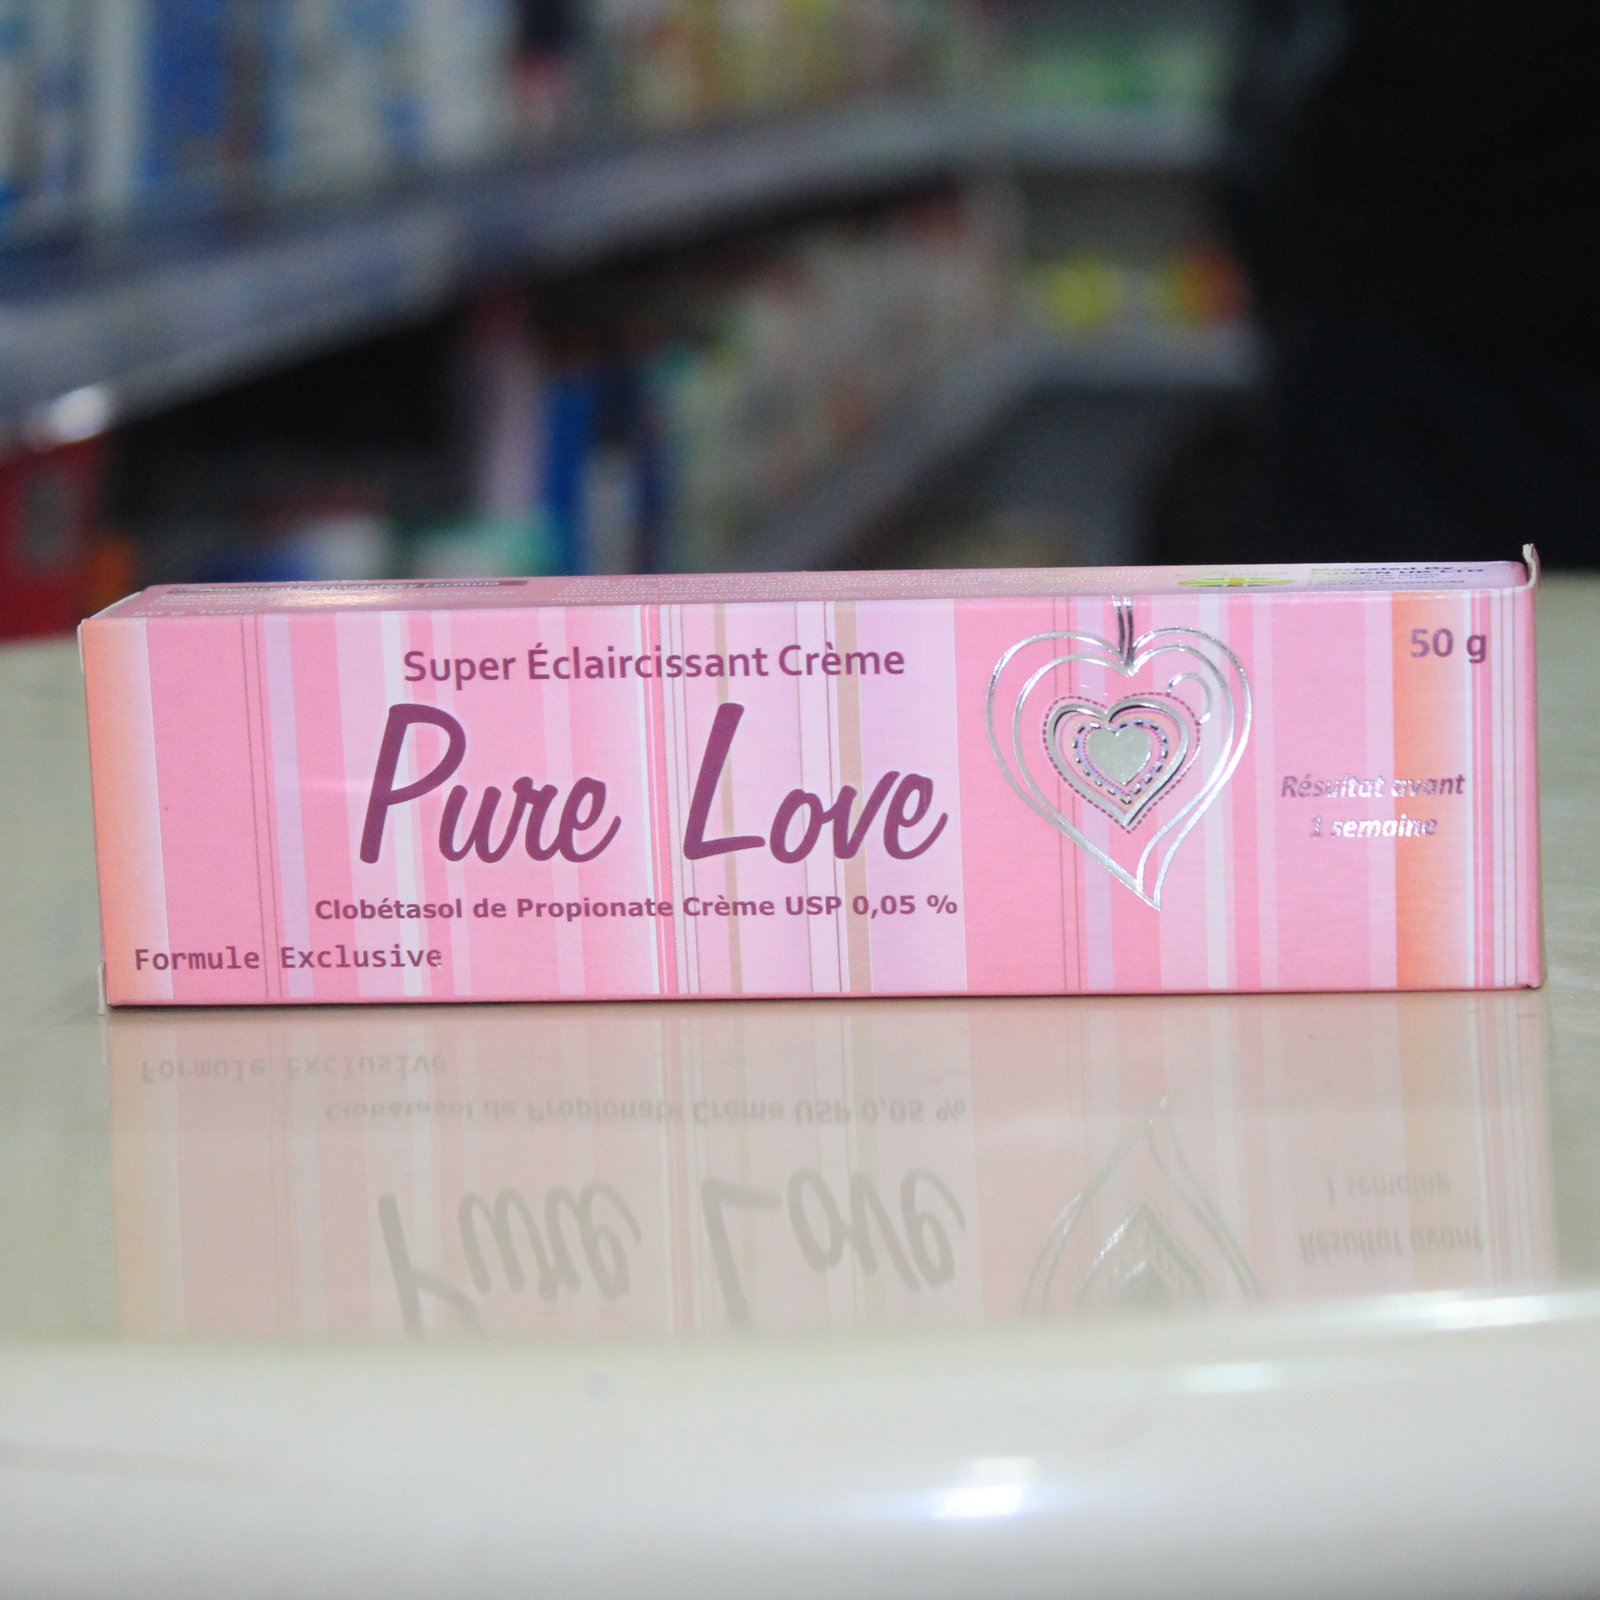 Super Éclaircissant Crème
50 g
Pure Love
Résultat avant
1 semaine
Clobétasol de Propionate Crème USP 0,05 %
Formule Exclusive